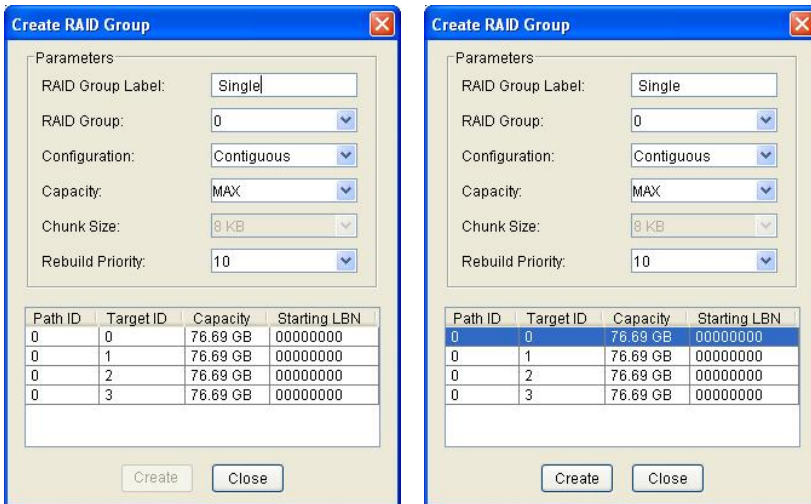 Create RAID Group
Parameters
RAID Group Label: Single
RAID Group: 0
Configuration: Contiguous
Capacity: MAX
Chunk Size: 8 KB
Rebuild Priority: 10
Path ID Target ID Capacity Starting LBN
0 0 76.69 GB 00000000
0 1 76.69 GB 00000000
0 2 76.69 GB 00000000
0 3 76.69 GB 00000000
Create Close
Create RAID Group
Parameters
RAID Group Label: Single
RAID Group: 0
Configuration: Contiguous
Capacity: MAX
Chunk Size: 8 KB
Rebuild Priority: 10
Path ID Target ID Capacity Starting LBN
0 0 76.69 GB 00000000
0 1 76.69 GB 00000000
0 2 76.69 GB 00000000
0 3 76.69 GB 00000000
Create Close